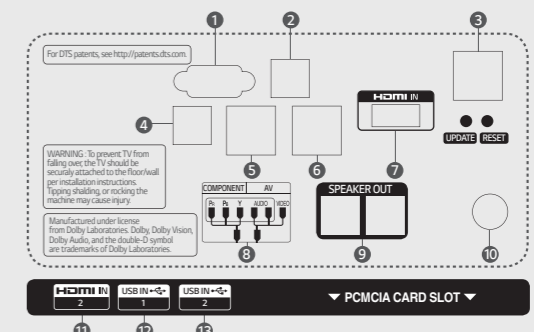 1
2
3
For DTS patents, see http://patents.dts.com.
HDMI IN
4
5
6
7
UPDATE RESET
WARNING : To prevent TV from
falling over, the TV should be
securaly attached to the floor/wall
per installation instructions.
Tipping shalding, or rocking the
machine may cause injury.
COMPONENT AV
PR PB Y AUDIO VIDEO
SPEAKER OUT
Manufactured under license
from Dolby Laboratories. Dolby, Dolby Vision,
Dolby Audio, and the double-D symbol
are trademarks of Dolby Laboratories.
8
9
10
HDMI IN
2
USB IN
1
USB IN
2
▼ PCMCIA CARD SLOT ▼
11
12
13